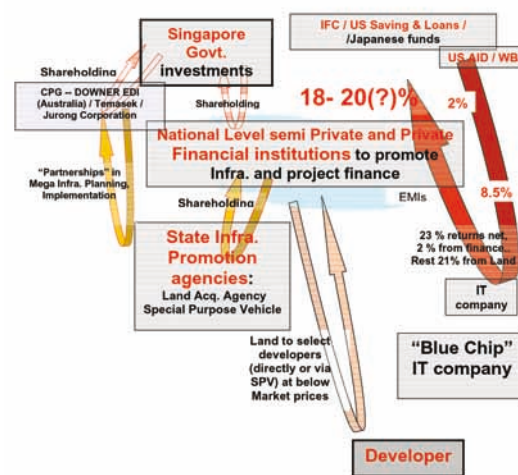 Singapore
Govt.
investments
IFC / US Saving & Loans /
/Japanese funds
US AID / WB
Shareholding
CPG -- DOWNER EDI
(Australia) / Temasek /
Jurong Corporation
Shareholding
18- 20(?)%
2%
National Level semi Private and Private
Financial institutions to promote
Infra. and project finance
"Partnerships" in
Mega Infra. Planning,
Implementation
Shareholding
EMIs
8.5%
23 % returns net,
2 % from finance..
Rest 21% from Land
State Infra.
Promotion
agencies:
Land Acq. Agency
Special Purpose Vehicle
IT
company
Land to select
developers
(directly or via
SPV) at below
Market prices
“Blue Chip”
IT company
Developer